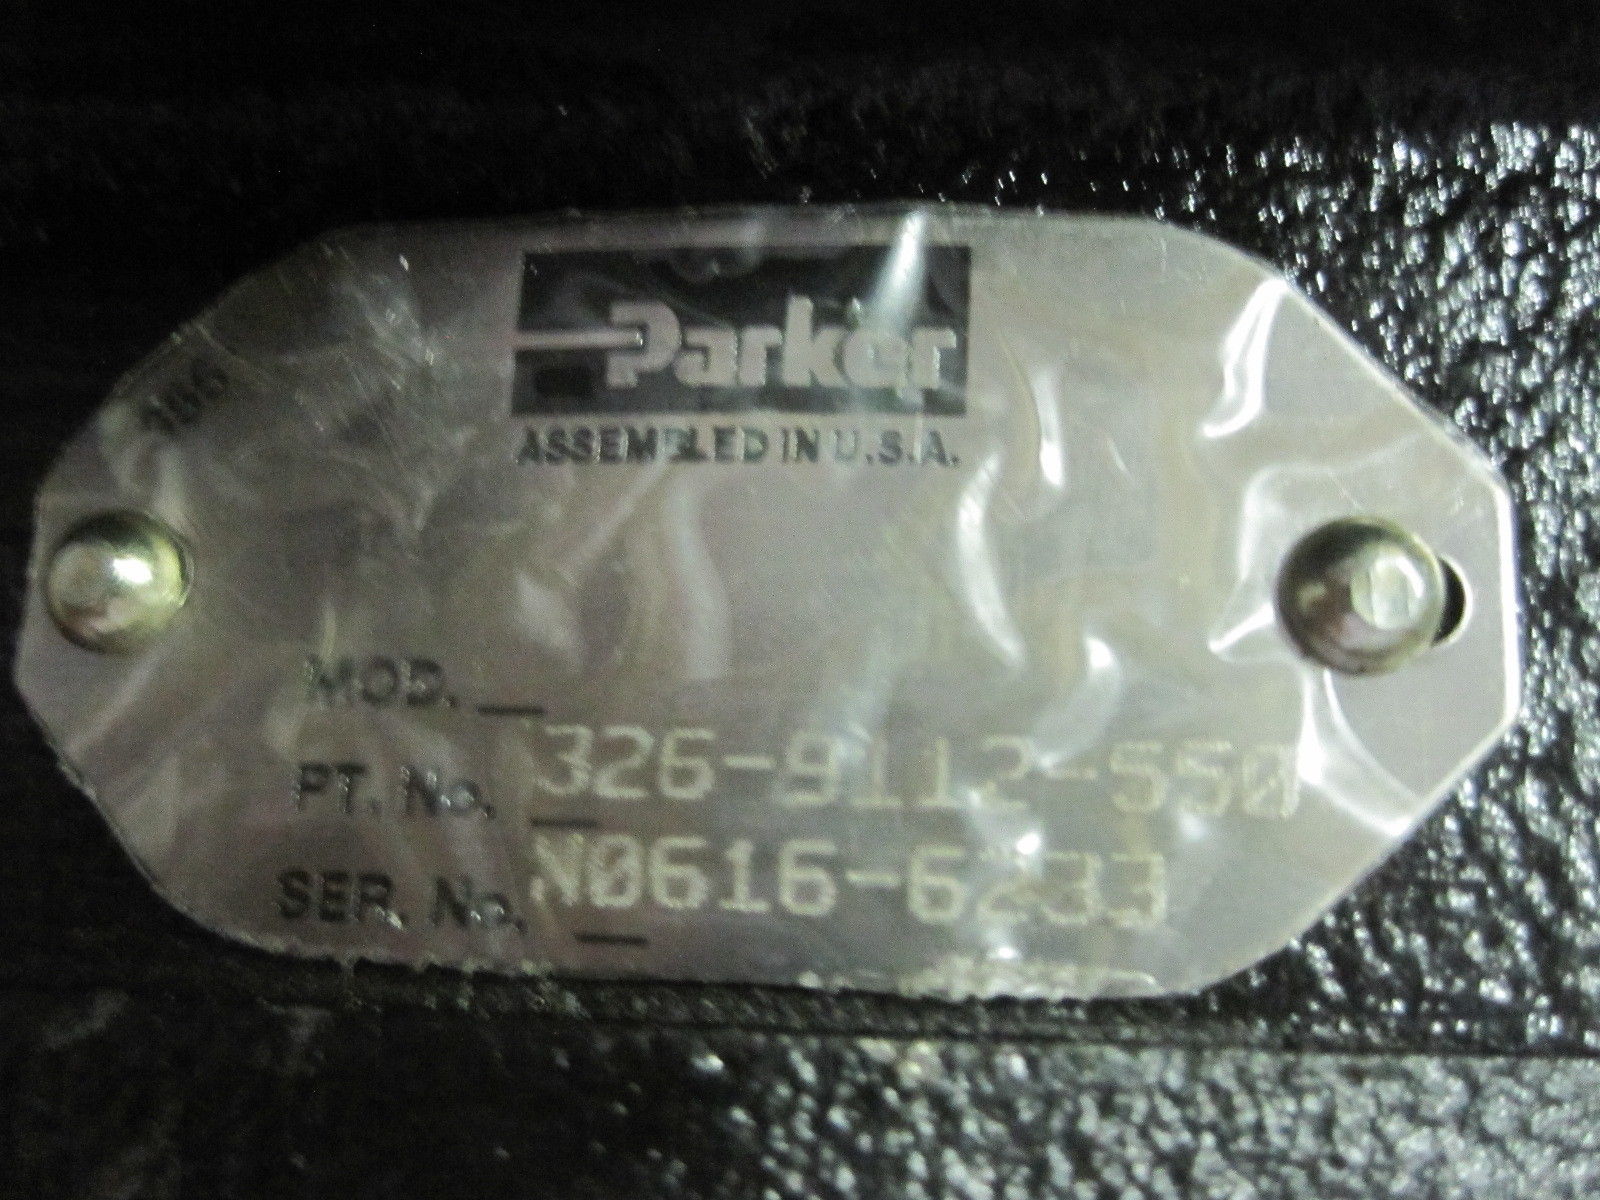 Parker
ASSEMBLED IN U.S.A.
MOD.
PT. No. 326-9112-550
SER. No. N0616-6233